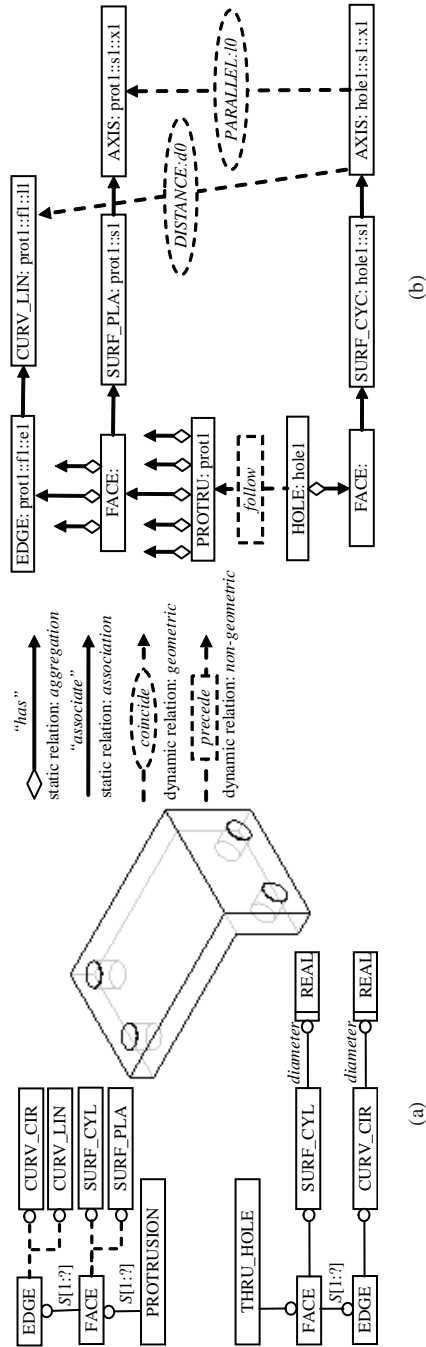 EDGE
CURV_CIR
CURV_LIN
S[1:?]
FACE
SURF_CYL
SURF_PLA
S[1:?]
PROTRUSION
THRU_HOLE
FACE
SURF_CYL
diameter
REAL
S[1:?]
EDGE
CURV_CIR
diameter
REAL
(a)
"has"
static relation: aggregation
"associate"
static relation: association
coincide
dynamic relation: geometric
precede
dynamic relation: non-geometric
EDGE: prot1::f1::e1
CURV_LIN: prot1::f1::l1
FACE:
SURF_PLA: prot1::s1
AXIS: prot1::s1::x1
PROTRU: prot1
DISTANCE:d0
PARALLEL:l0
follow
HOLE: hole1
FACE:
SURF_CYC: hole1::s1
AXIS: hole1::s1::x1
(b)